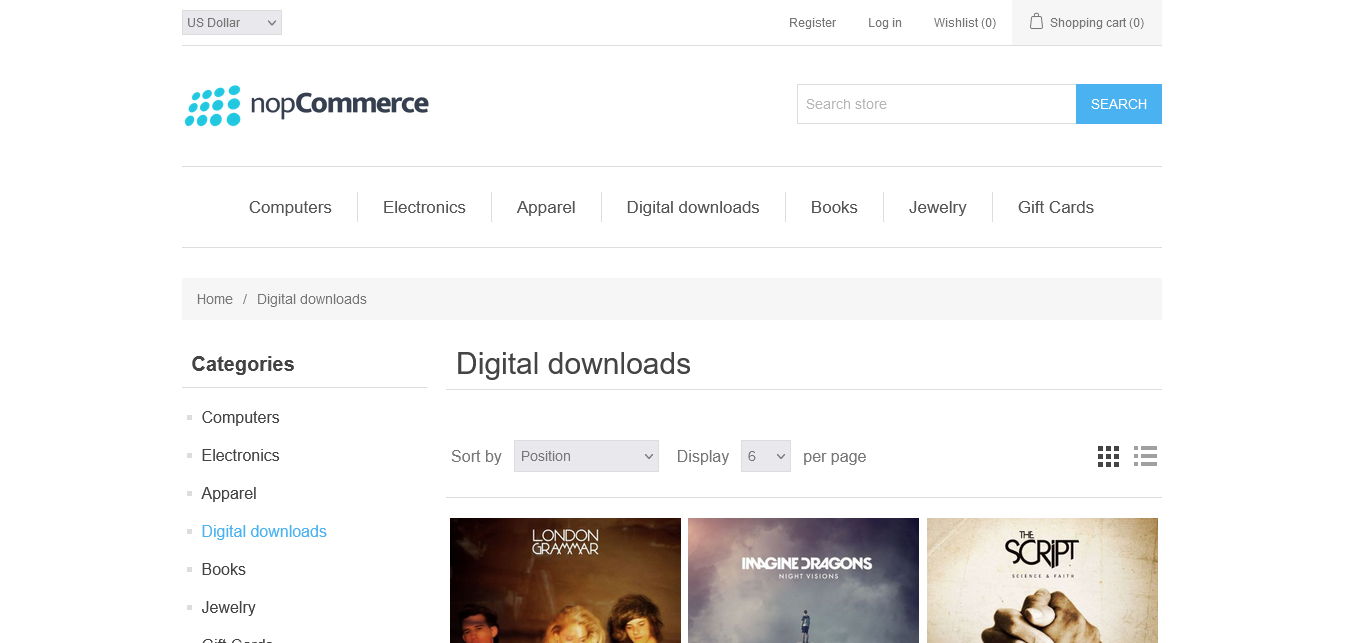 US Dollar
Register
Log in
Wishlist (0)
Shopping cart (0)
nopCommerce
Search store
SEARCH
Computers
Electronics
Apparel
Digital downloads
Books
Jewelry
Gift Cards
Home / Digital downloads
Categories
Computers
Electronics
Apparel
Digital downloads
Books
Jewelry
Gift Cards
Digital downloads
Sort by Position Display 6 per page
LONDON
GRAMMAR
IMAGINE DRAGONS
NIGHT VISIONS
THE
SCRIPT
SCIENCE & FAITH